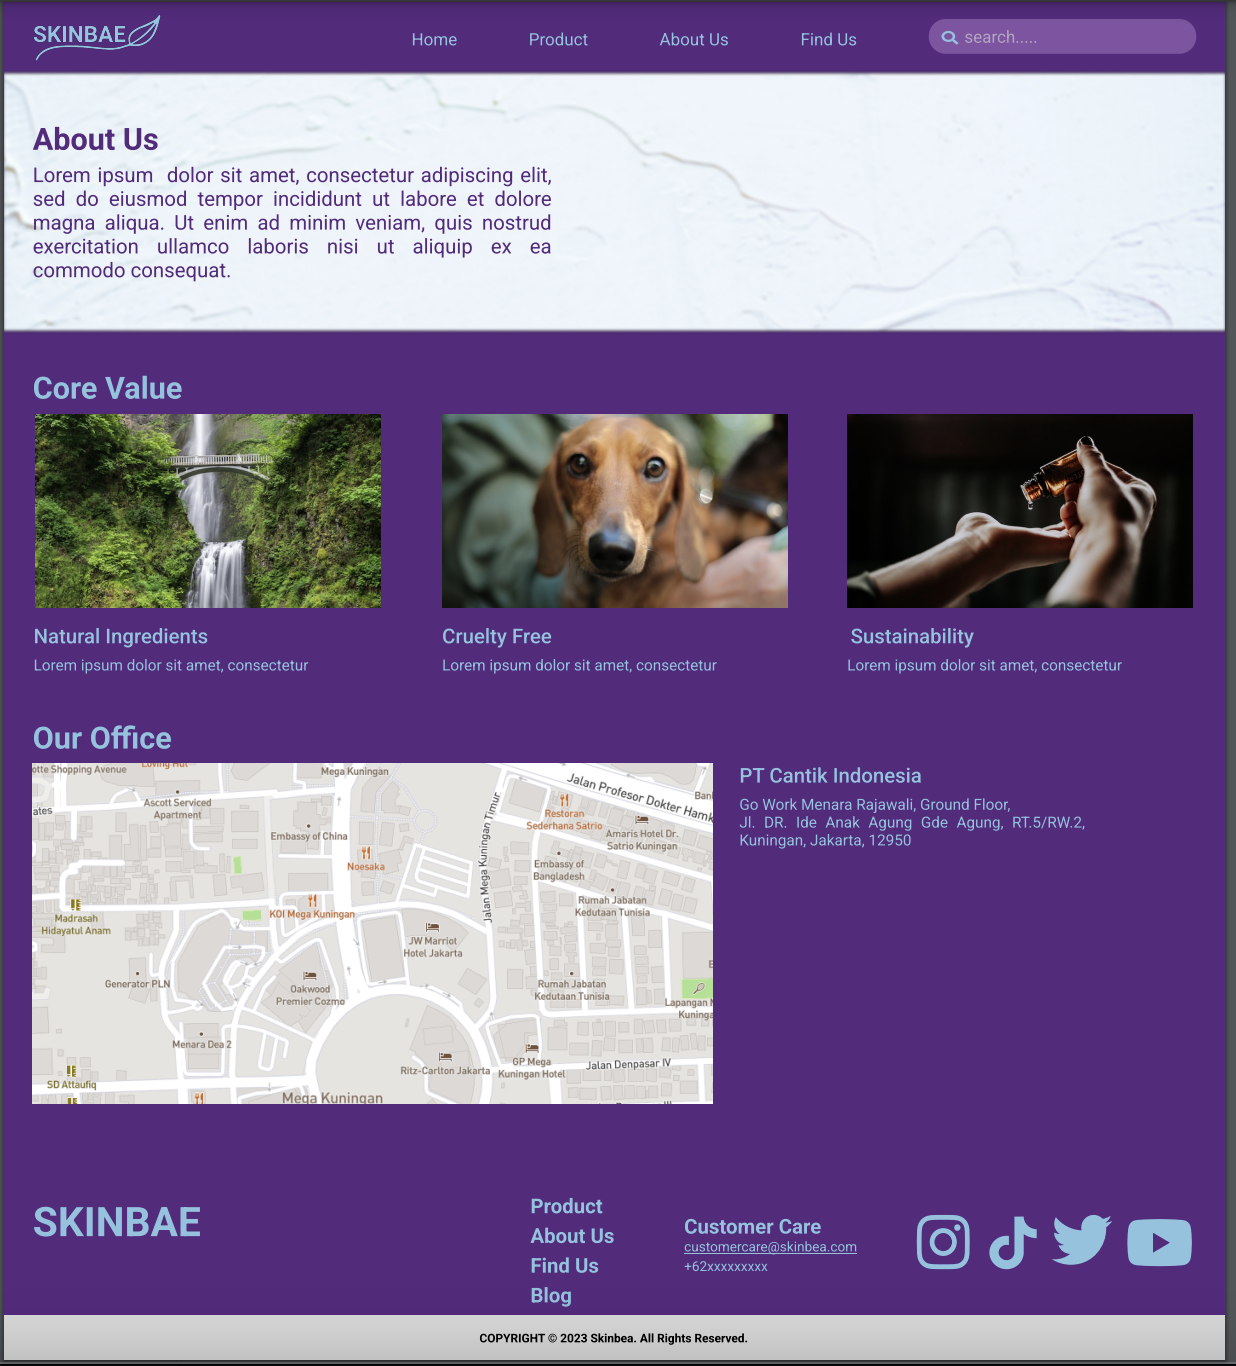 SKINBAE
Home
Product
About Us
Find Us
search.....
About Us
Lorem ipsum dolor sit amet, consectetur adipiscing elit,
sed do eiusmod tempor incididunt ut labore et dolore
magna aliqua. Ut enim ad minim veniam, quis nostrud
exercitation ullamco laboris nisi ut aliquip ex ea
commodo consequat.
Core Value
Natural Ingredients
Lorem ipsum dolor sit amet, consectetur
Cruelty Free
Lorem ipsum dolor sit amet, consectetur
Sustainability
Lorem ipsum dolor sit amet, consectetur
Our Office
otte Shopping Avenue
Loving Hut
Mega Kuningan
Jalan Profesor Dokter Hamk
Ban
ates
Ascott Serviced
Apartment
Embassy of China
Noesaka
Jalan Mega Kuningan Timur
Restoran
Sederhana Satrio
Amaris Hotel Dr.
Satrio Kuningan
Embassy of
Bangladesh
Rumah Jabatan
Kedutaan Tunisia
Madrasah
Hidayatul Anam
KOI Mega Kuningan
JW Marriot
Hotel Jakarta
Generator PLN
Oakwood
Premier Cozmo
Rumah Jabatan
Kedutaan Tunisia
Lapangan
Kuninga
Menara Dea 2
Ritz-Carlton Jakarta
GP Mega
Kuningan Hotel
Jalan Denpasar IV
SD Attaufiq
Mega Kuningan
PT Cantik Indonesia
Go Work Menara Rajawali, Ground Floor,
Jl. DR. Ide Anak Agung Gde Agung, RT.5/RW.2,
Kuningan, Jakarta, 12950
SKINBAE
Product
About Us
Find Us
Blog
Customer Care
customercare@skinbea.com
+62xxxxxxxxx
COPYRIGHT © 2023 Skinbea. All Rights Reserved.